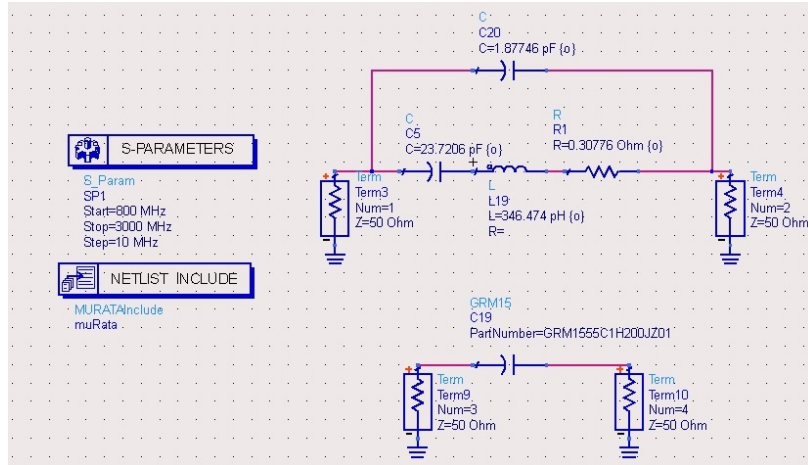 C
C20
C=1.87746 pF {o}
C
C5
C=23.7206 pF {o}
R
R1
R=0.30776 Ohm {o}
L
L19
L=346.474 pH {o}
R=
Term
Term3
Num=1
Z=50 Ohm
Term
Term4
Num=2
Z=50 Ohm
S-PARAMETERS
S_Param
SP1
Start=800 MHz
Stop=3000 MHz
Step=10 MHz
NETLIST INCLUDE
MURATAInclude
muRata
GRM15
C19
PartNumber=GRM1555C1H200JZ01
Term
Term9
Num=3
Z=50 Ohm
Term
Term10
Num=4
Z=50 Ohm